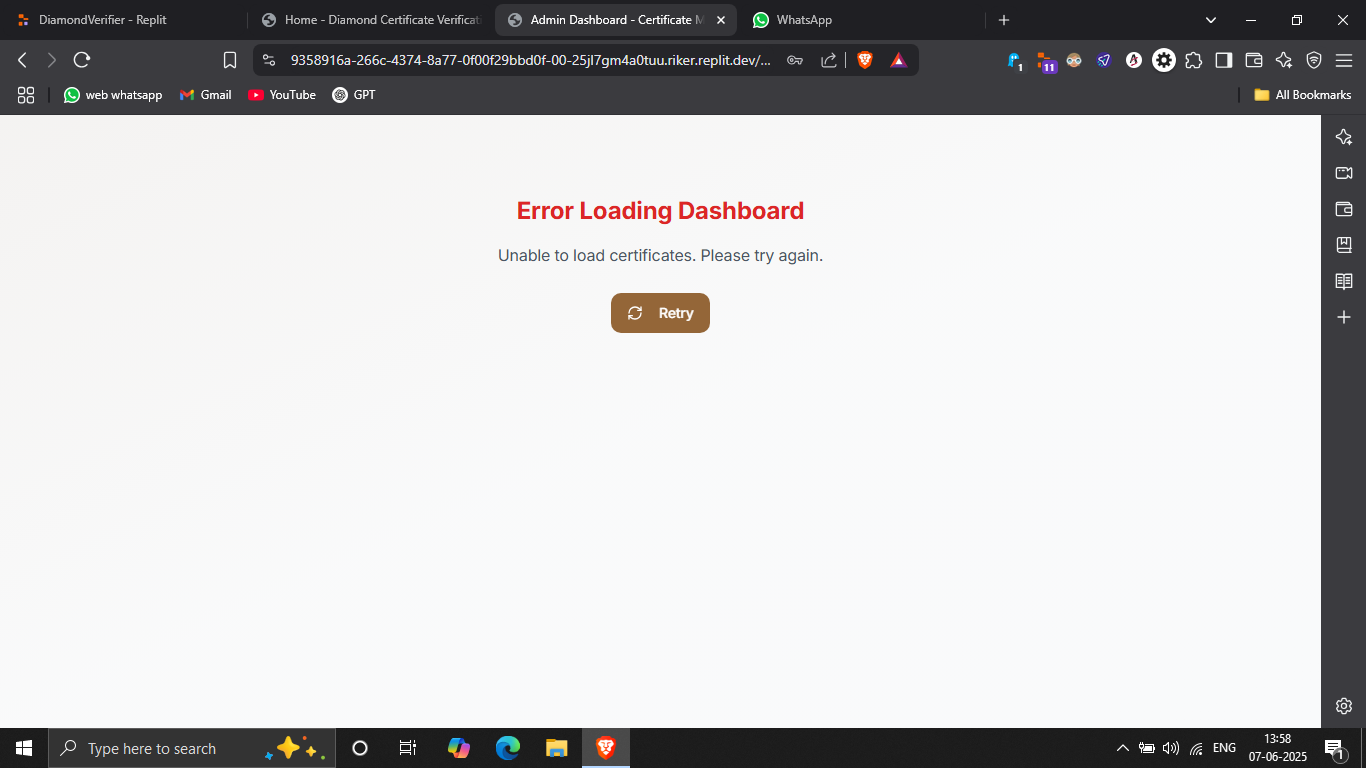 DiamondVerifier - Replit
Home - Diamond Certificate Verificati
Admin Dashboard - Certificate M
WhatsApp
9358916a-266c-4374-8a77-0f00f29bbd0f-00-25jl7gm4a0tuu.riker.replit.dev/...
1
11
web whatsapp
Gmail
YouTube
GPT
All Bookmarks
Error Loading Dashboard
Unable to load certificates. Please try again.
Retry
Type here to search
ENG
13:58
07-06-2025
1